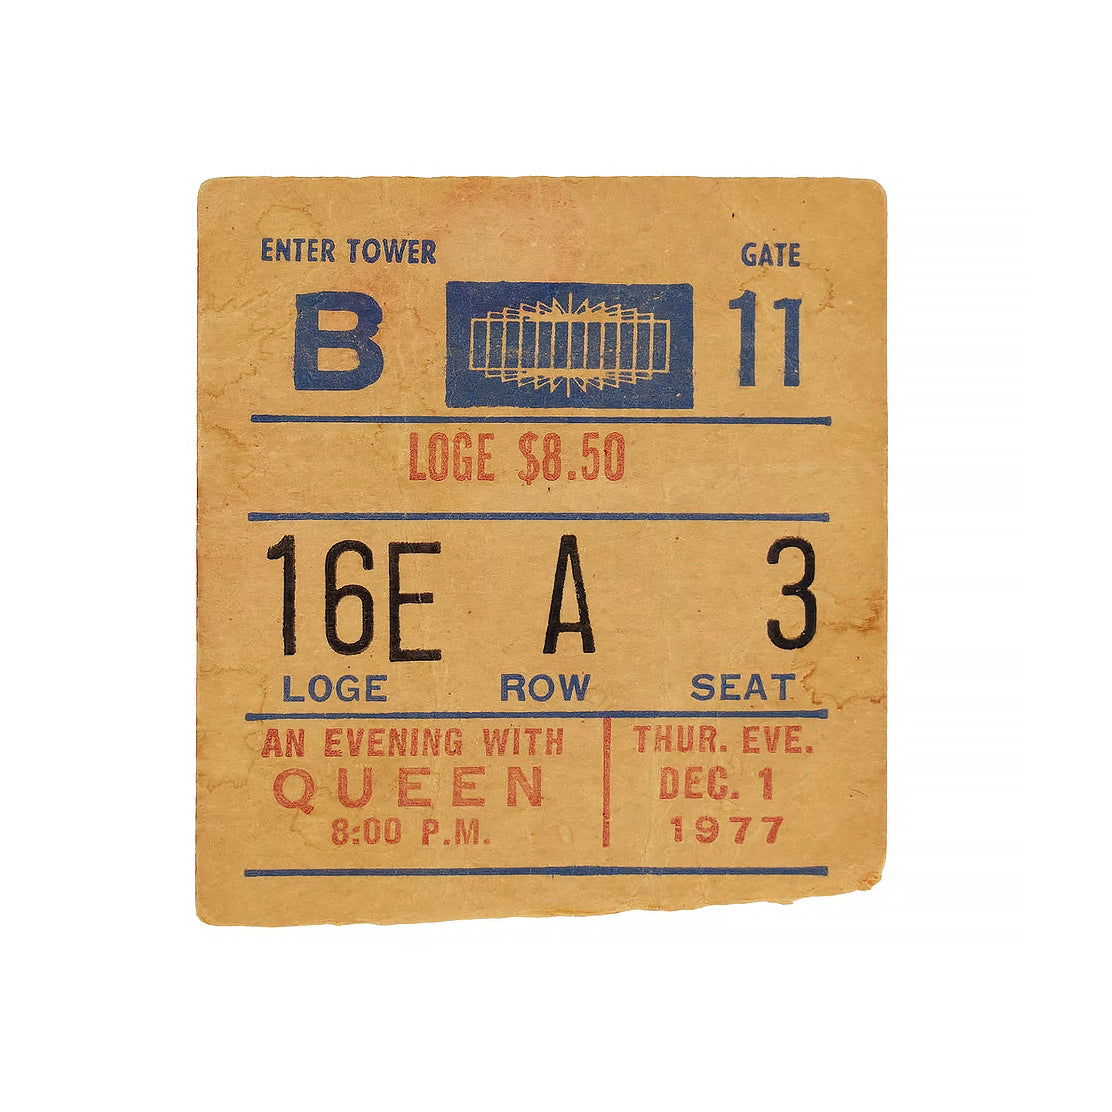 ENTER TOWER GATE
B 11
LOGE $8.50
16E A 3
LOGE ROW SEAT
AN EVENING WITH
QUEEN
8:00 P.M.
THUR. EVE.
DEC. 1
1977